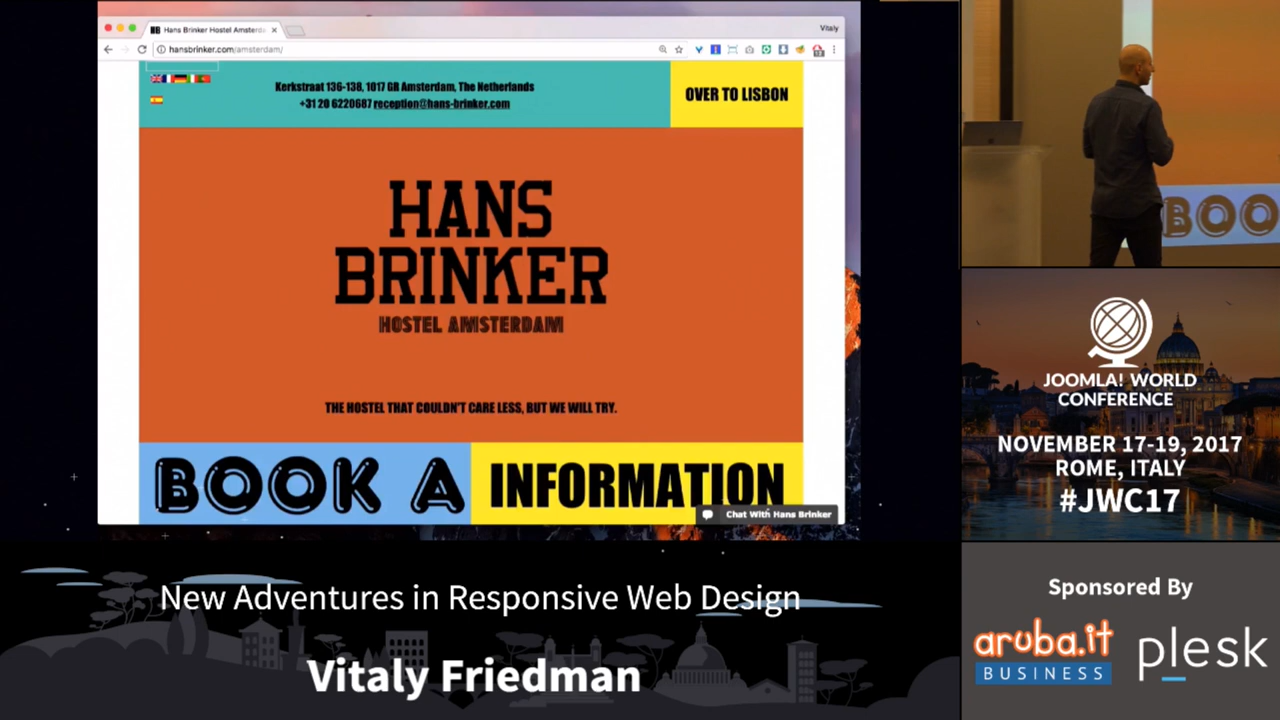 Hans Brinker Hostel Amsterda
Vitaly
hansbrinker.com/amsterdam/
Kerkstraat 136-138, 1017 GR Amsterdam, The Netherlands
+31 20 6220687 reception@hans-brinker.com
OVER TO LISBON
HANS
BRINKER
HOSTEL AMSTERDAM
THE HOSTEL THAT COULDN'T CARE LESS, BUT WE WILL TRY.
BOOK A
INFORMATION
Chat With Hans Brinker
BOO
JOOMLA! WORLD
CONFERENCE
NOVEMBER 17-19, 2017
ROME, ITALY
#JWC17
New Adventures in Responsive Web Design
Vitaly Friedman
Sponsored By
aruba.it
BUSINESS
plesk